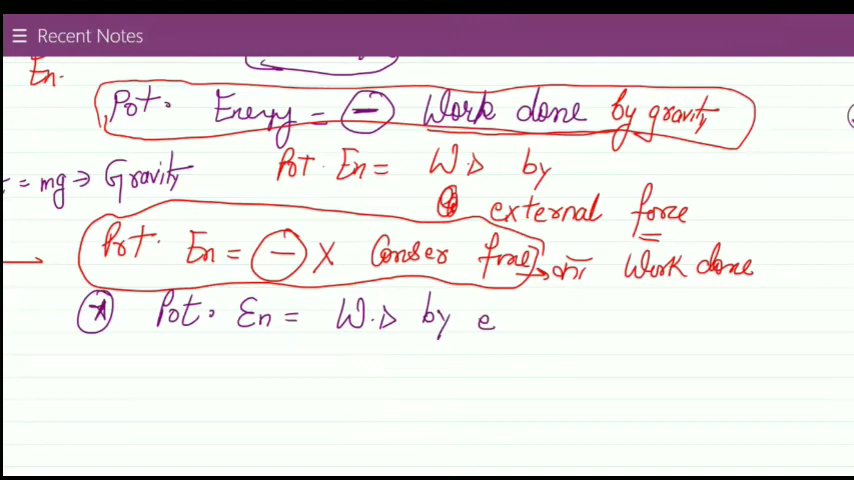 Recent Notes
En.
Pot. Energy = - Work done by gravity
= mg ⇒ Gravity
Pot. En = W.D by
external force
Pot. En = - X Conser
Work done
* Pot. En = W.D by e